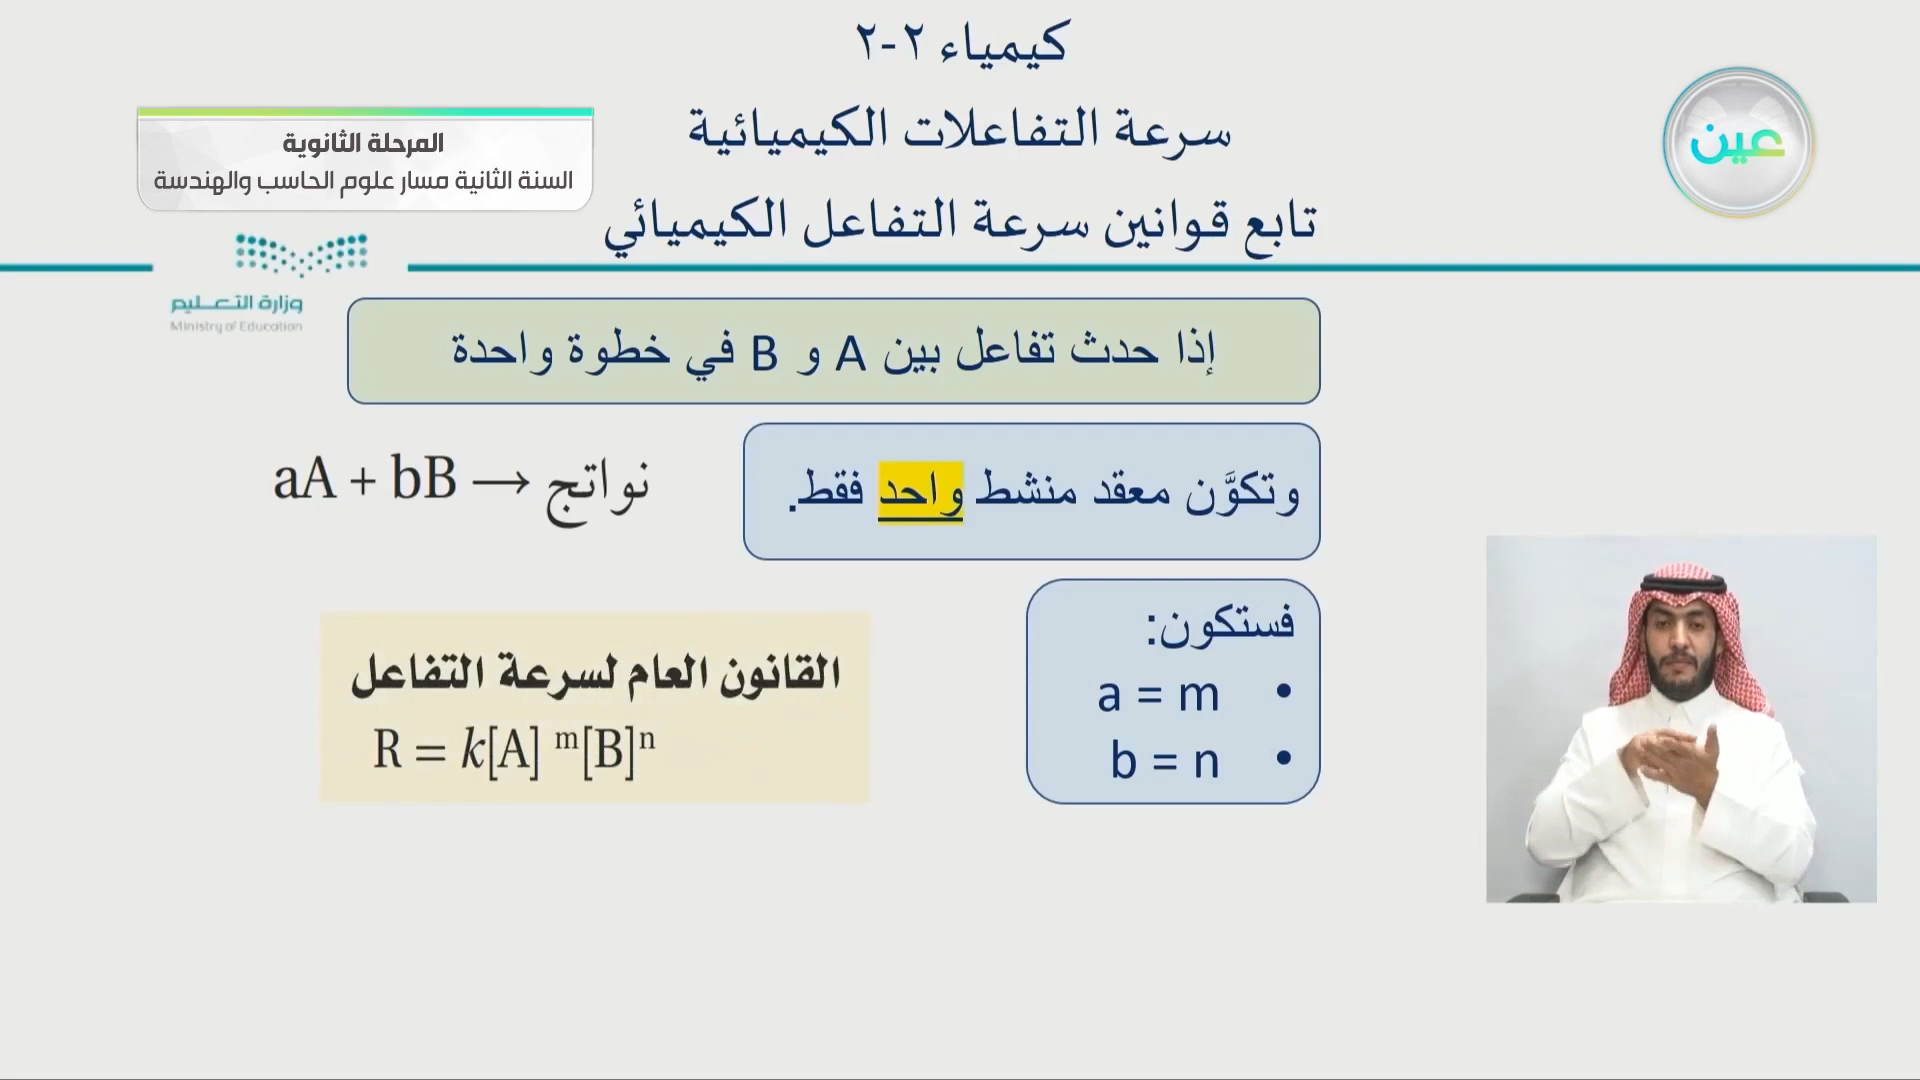 كيمياء ٢-٢
سرعة التفاعلات الكيميائية
تابع قوانين سرعة التفاعل الكيميائي
عين
المرحلة الثانوية
السنة الثانية مسار علوم الحاسب والهندسة
وزارة التعليم
Ministry of Education
إذا حدث تفاعل بين A و B في خطوة واحدة
وتكوَّن معقد منشط واحد فقط.
aA + bB → نواتج
فستكون:
• a = m
• b = n
القانون العام لسرعة التفاعل
R = k[A]ᵐ[B]ⁿ